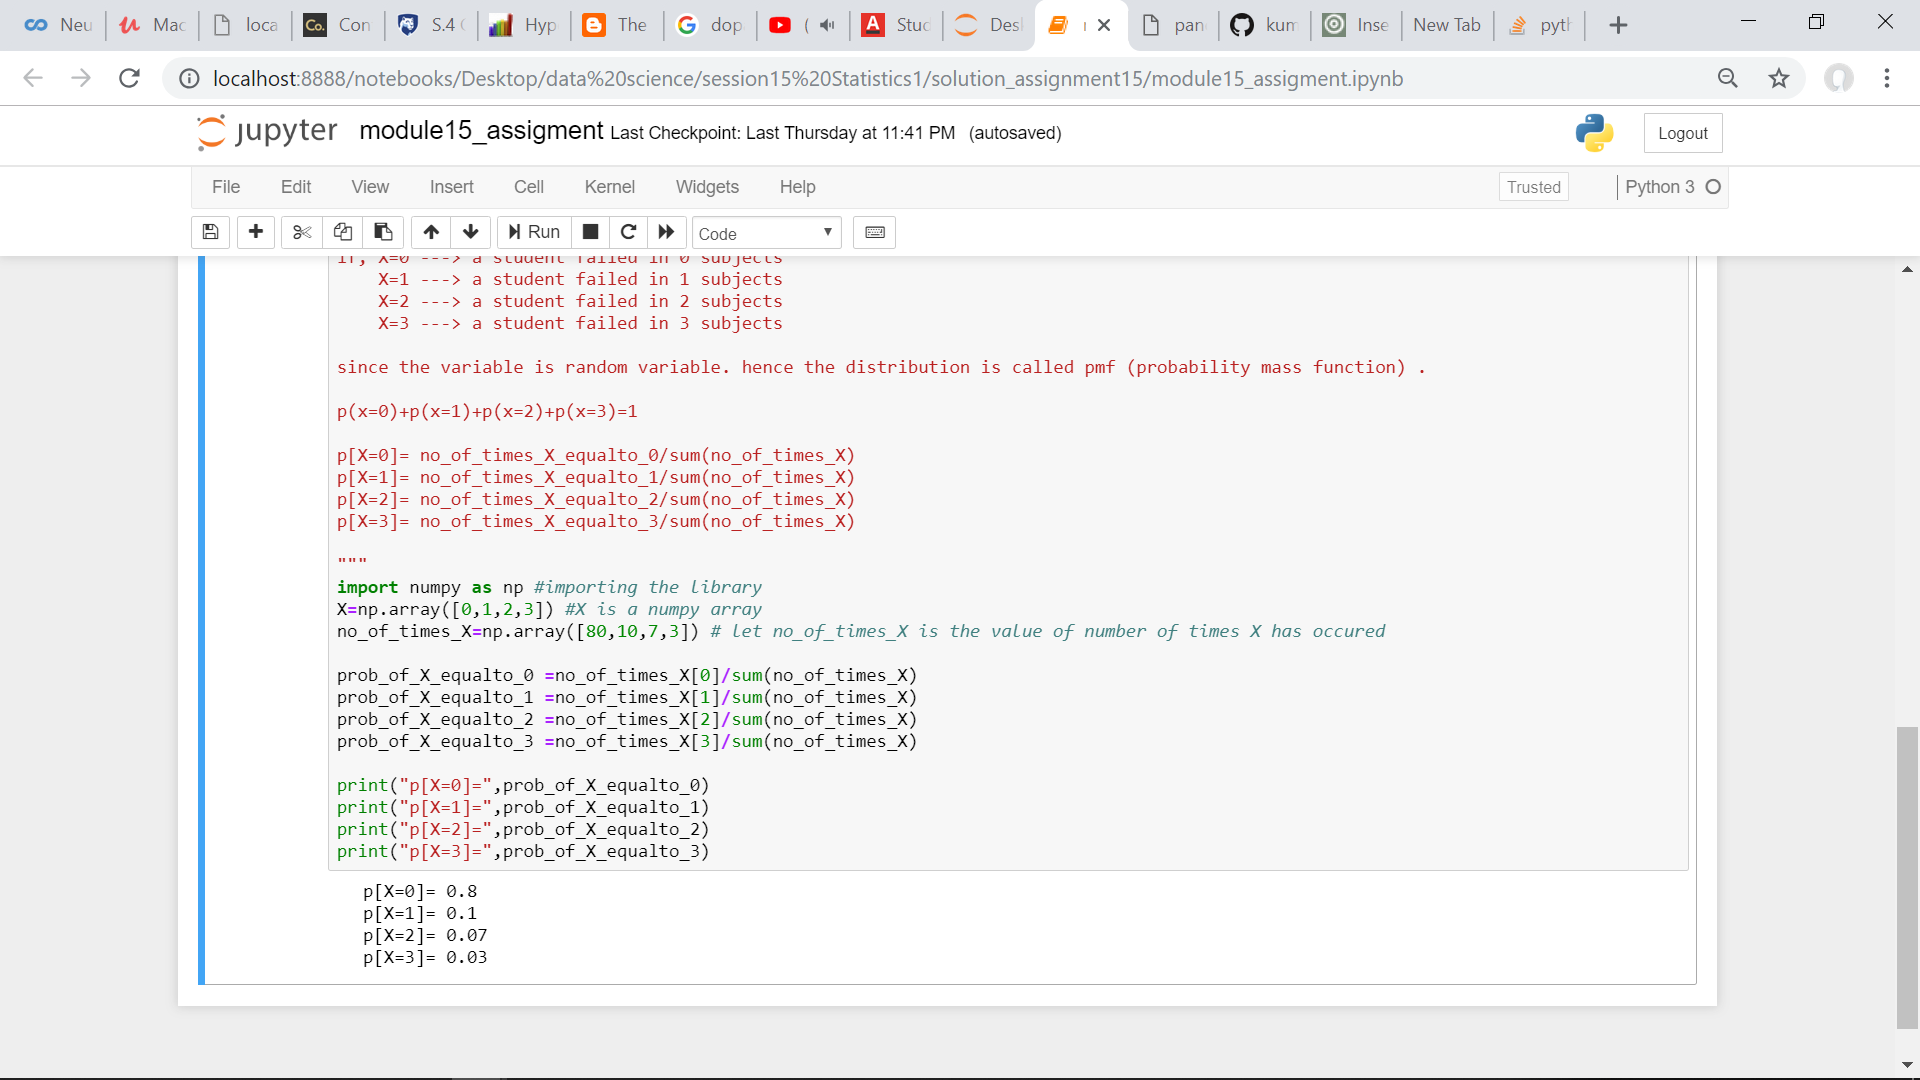 Neu Mac loca Con S.4 Hyp The dop ( Stud Des pan kum Inse New Tab pyth
localhost:8888/notebooks/Desktop/data%20science/session15%20Statistics1/solution_assignment15/module15_assigment.ipynb
jupyter module15_assigment Last Checkpoint: Last Thursday at 11:41 PM (autosaved) Logout
File Edit View Insert Cell Kernel Widgets Help Trusted Python 3
Run Code
if, X=0 ---> a student failed in 0 subjects
X=1 ---> a student failed in 1 subjects
X=2 ---> a student failed in 2 subjects
X=3 ---> a student failed in 3 subjects
since the variable is random variable. hence the distribution is called pmf (probability mass function) .
p(x=0)+p(x=1)+p(x=2)+p(x=3)=1
p[X=0]= no_of_times_X_equalto_0/sum(no_of_times_X)
p[X=1]= no_of_times_X_equalto_1/sum(no_of_times_X)
p[X=2]= no_of_times_X_equalto_2/sum(no_of_times_X)
p[X=3]= no_of_times_X_equalto_3/sum(no_of_times_X)
"""
import numpy as np #importing the library
X=np.array([0,1,2,3]) #X is a numpy array
no_of_times_X=np.array([80,10,7,3]) # let no_of_times_X is the value of number of times X has occured
prob_of_X_equalto_0 =no_of_times_X[0]/sum(no_of_times_X)
prob_of_X_equalto_1 =no_of_times_X[1]/sum(no_of_times_X)
prob_of_X_equalto_2 =no_of_times_X[2]/sum(no_of_times_X)
prob_of_X_equalto_3 =no_of_times_X[3]/sum(no_of_times_X)
print("p[X=0]=",prob_of_X_equalto_0)
print("p[X=1]=",prob_of_X_equalto_1)
print("p[X=2]=",prob_of_X_equalto_2)
print("p[X=3]=",prob_of_X_equalto_3)
p[X=0]= 0.8
p[X=1]= 0.1
p[X=2]= 0.07
p[X=3]= 0.03